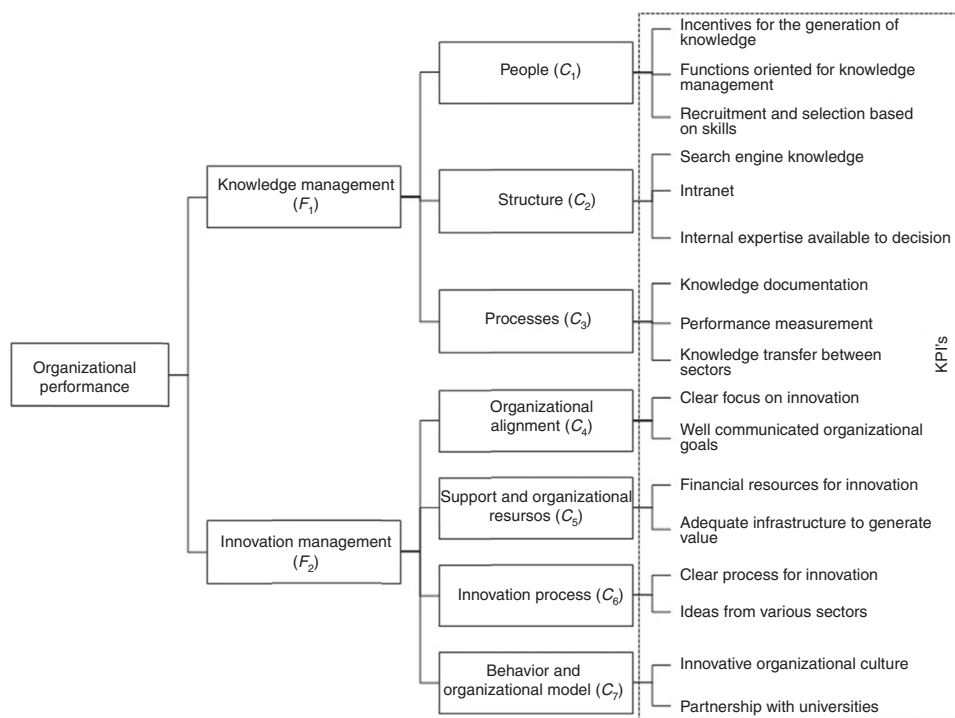 Organizational
performance
Knowledge management
(F₁)
Innovation management
(F₂)
People (C₁)
Structure (C₂)
Processes (C₃)
Organizational
alignment (C₄)
Support and organizational
resursos (C₅)
Innovation process (C₆)
Behavior and
organizational model (C₇)
Incentives for the generation of
knowledge
Functions oriented for knowledge
management
Recruitment and selection based
on skills
Search engine knowledge
Intranet
Internal expertise available to decision
Knowledge documentation
Performance measurement
Knowledge transfer between
sectors
Clear focus on innovation
Well communicated organizational
goals
Financial resources for innovation
Adequate infrastructure to generate
value
Clear process for innovation
Ideas from various sectors
Innovative organizational culture
Partnership with universities
KPI's